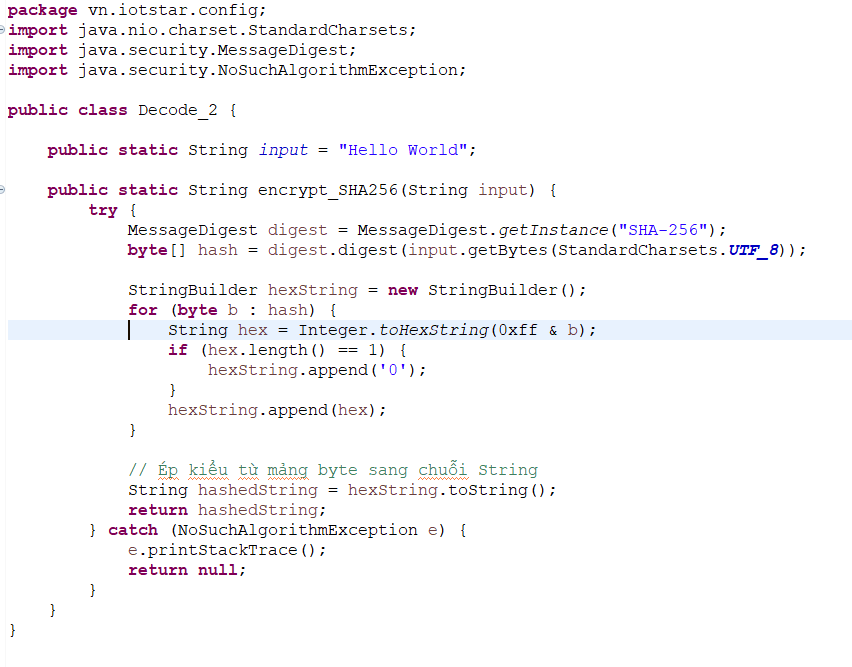 package vn.iotstar.config;
import java.nio.charset.StandardCharsets;
import java.security.MessageDigest;
import java.security.NoSuchAlgorithmException;

public class Decode_2 {

    public static String input = "Hello World";

    public static String encrypt_SHA256(String input) {
        try {
            MessageDigest digest = MessageDigest.getInstance("SHA-256");
            byte[] hash = digest.digest(input.getBytes(StandardCharsets.UTF_8));

            StringBuilder hexString = new StringBuilder();
            for (byte b : hash) {
                String hex = Integer.toHexString(0xff & b);
                if (hex.length() == 1) {
                    hexString.append('0');
                }
                hexString.append(hex);
            }

            // Ép kiểu từ mảng byte sang chuỗi String
            String hashedString = hexString.toString();
            return hashedString;
        } catch (NoSuchAlgorithmException e) {
            e.printStackTrace();
            return null;
        }
    }
}